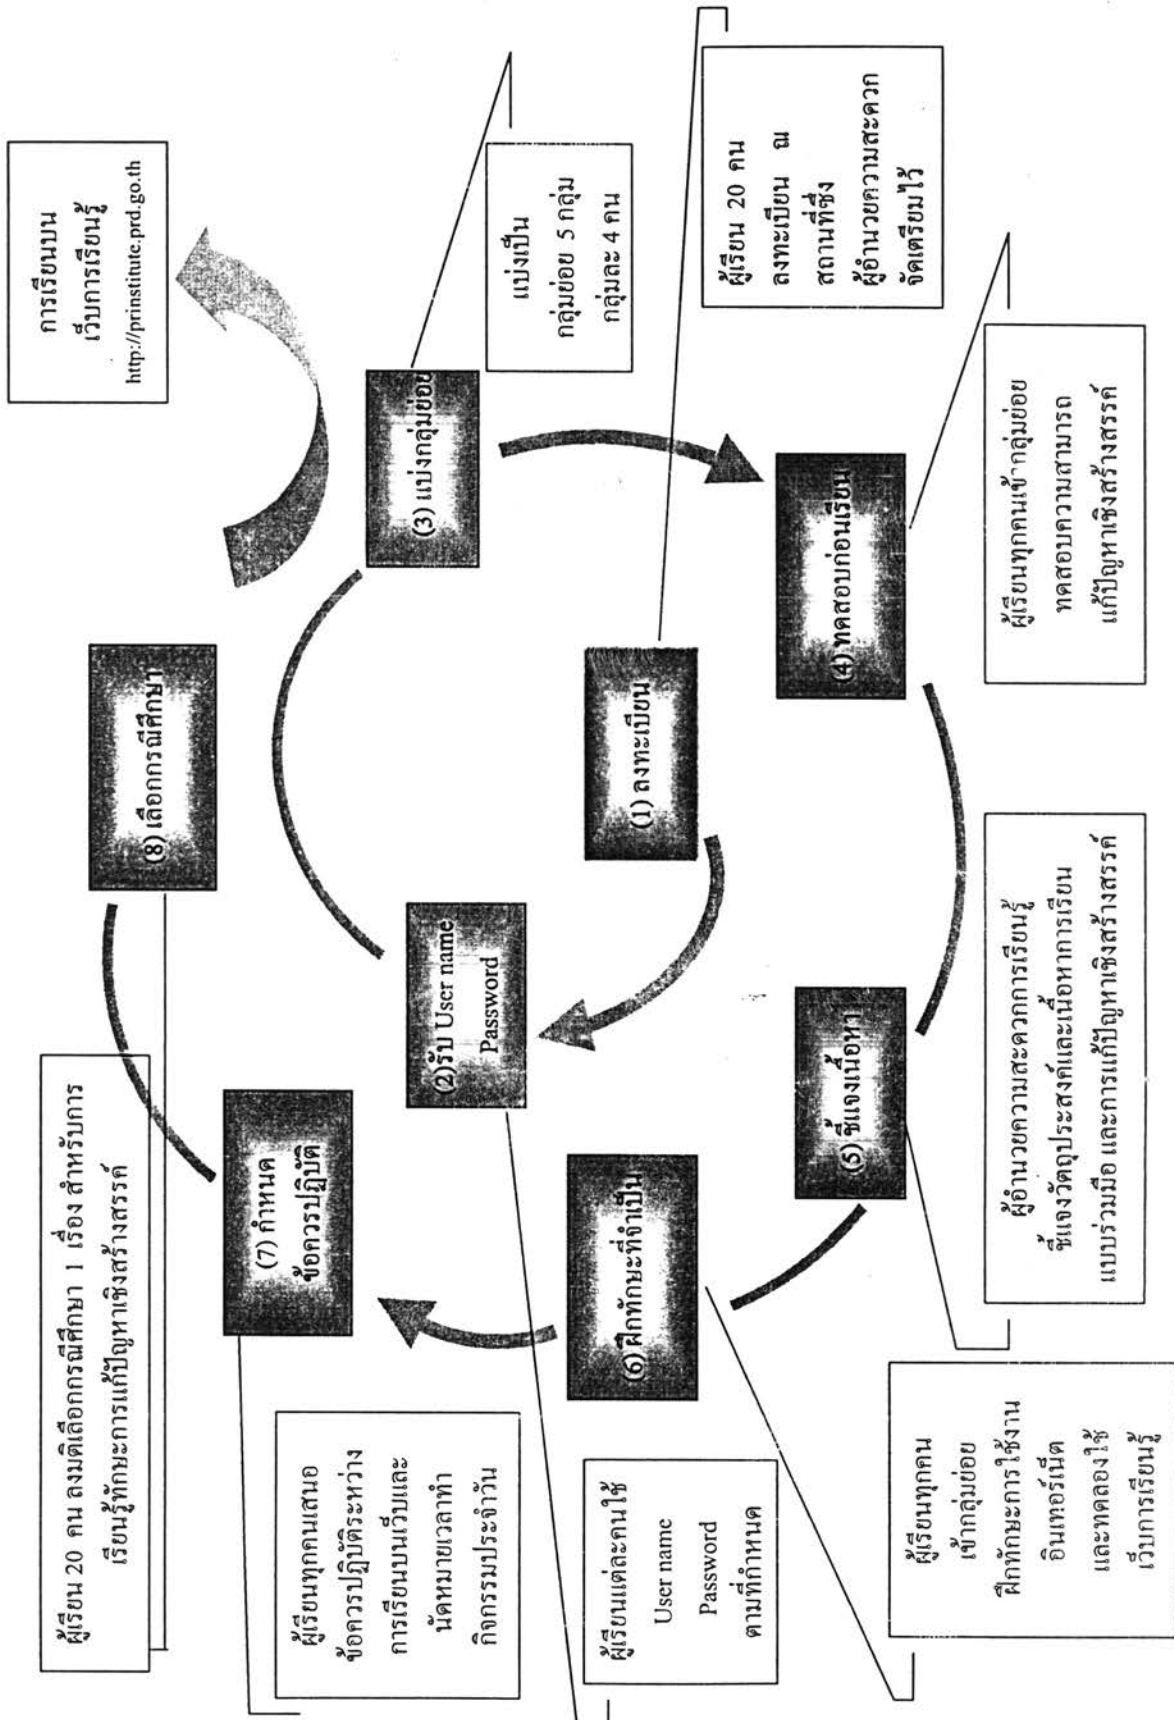 การเรียนบน
เว็บการเรียนรู้
http://prinstitute.prd.go.th
(8) เลือกกรณีศึกษา
ผู้เรียน 20 คน ลงมติเลือกกรณีศึกษา 1 เรื่อง สำหรับการ
เรียนรู้ทักษะการแก้ปัญหาเชิงสร้างสรรค์
(7) กำหนด
ข้อควรปฏิบัติ
ผู้เรียนทุกคนเสนอ
ข้อควรปฏิบัติระหว่าง
การเรียนบนเว็บและ
นัดหมายเวลาทำ
กิจกรรมประจำวัน
(3) แบ่งกลุ่มย่อย
แบ่งเป็น
กลุ่มย่อย 5 กลุ่ม
กลุ่มละ 4 คน
(2)รับ User name
Password
ผู้เรียนแต่ละคนใช้
User name
Password
ตามที่กำหนด
(1) ลงทะเบียน
ผู้เรียน 20 คน
ลงทะเบียน ณ
สถานที่ซึ่ง
ผู้อำนวยความสะดวก
จัดเตรียมไว้
(6) ฝึกทักษะที่จำเป็น
ผู้เรียนทุกคน
เข้ากลุ่มย่อย
ฝึกทักษะการใช้งาน
อินเทอร์เน็ต
และทดลองใช้
เว็บการเรียนรู้
(5) ชี้แจงเนื้อหา
ผู้อำนวยความสะดวกการเรียนรู้
ชี้แจงวัตถุประสงค์และเนื้อหาการเรียน
แบบร่วมมือ และการแก้ปัญหาเชิงสร้างสรรค์
(4) ทดสอบก่อนเรียน
ผู้เรียนทุกคนเข้ากลุ่มย่อย
ทดสอบความสามารถ
แก้ปัญหาเชิงสร้างสรรค์